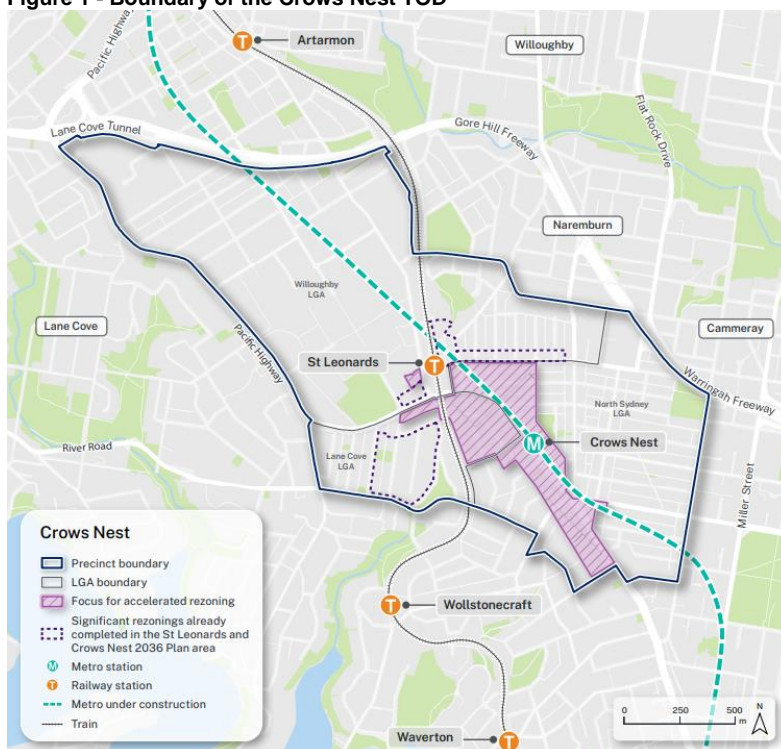 Figure 1 - Boundary of the Crows Nest TOD
Artarmon
Willoughby
Pacific Highway
Lane Cove Tunnel
Gore Hill Freeway
Flat Rock Drive
Naremburn
Willoughby
LGA
Lane Cove
Pacific Highway
Cammeray
St Leonards
Warringah Freeway
North Sydney
LGA
Crows Nest
River Road
Lane Cove
LGA
Miller Street
Crows Nest
Precinct boundary
LGA boundary
Focus for accelerated rezoning
Significant rezonings already
completed in the St Leonards and
Crows Nest 2036 Plan area
M Metro station
T Railway station
Metro under construction
Train
Wollstonecraft
Waverton
0 250 500
m
N
T
T
T
T
M